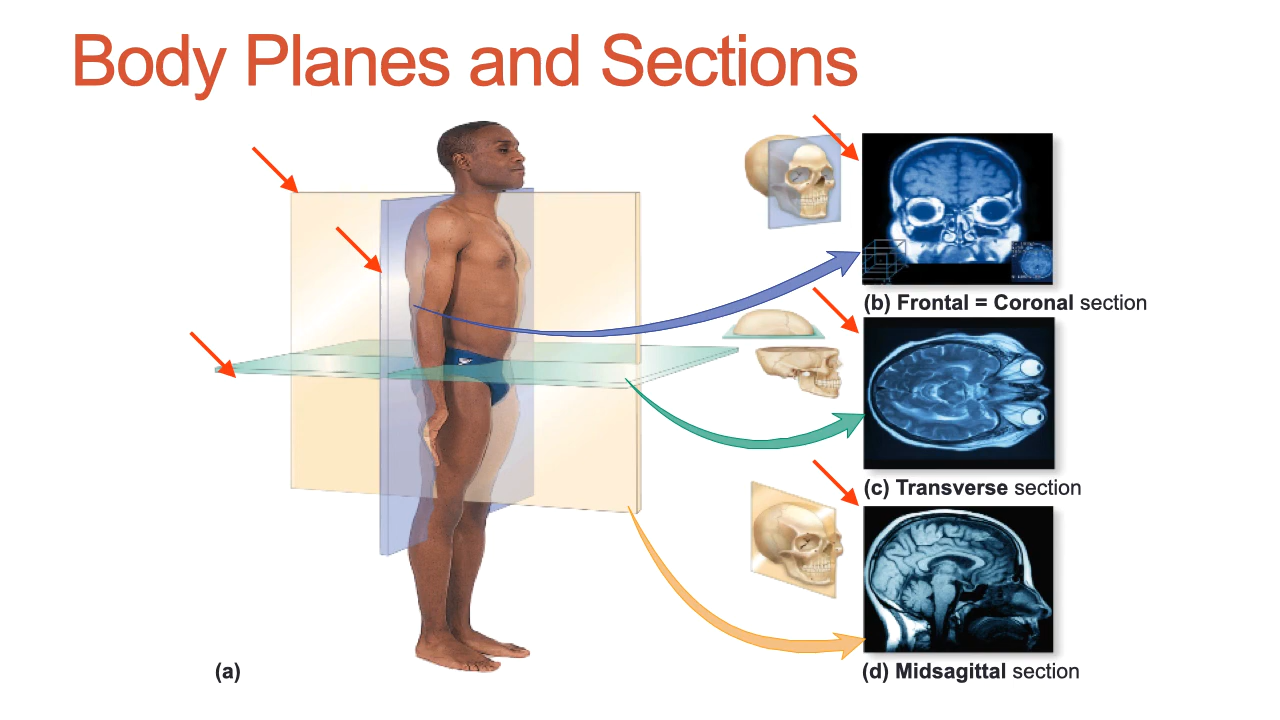 Body Planes and Sections
(b) Frontal = Coronal section
(c) Transverse section
(a)
(d) Midsagittal section